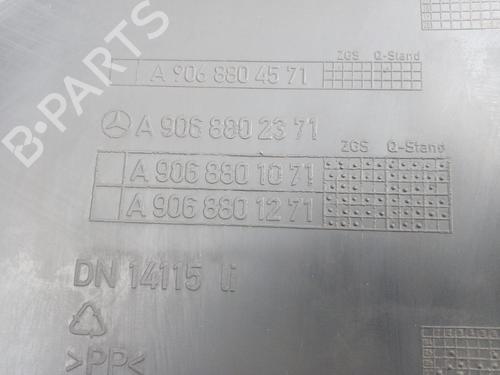 ZGS Q-Stand
A 906 880 45 71
A 906 880 23 71
ZGS Q-Stand
A 906 880 10 71
A 906 880 12 71
DN 14115 li
>PP<
B-PARTS